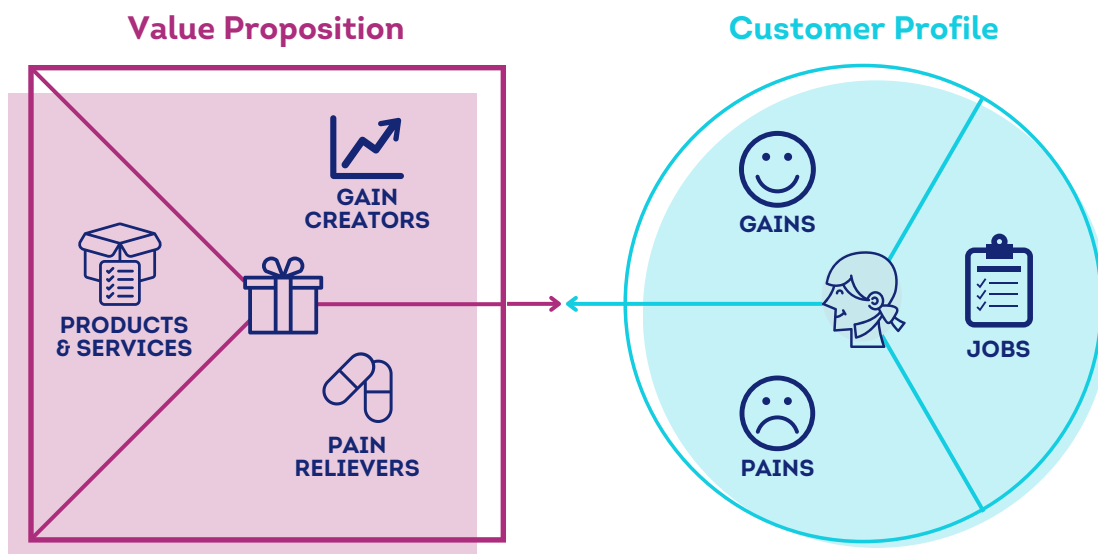 Value Proposition
Customer Profile
GAIN
CREATORS
PRODUCTS
& SERVICES
PAIN
RELIEVERS
GAINS
JOBS
PAINS